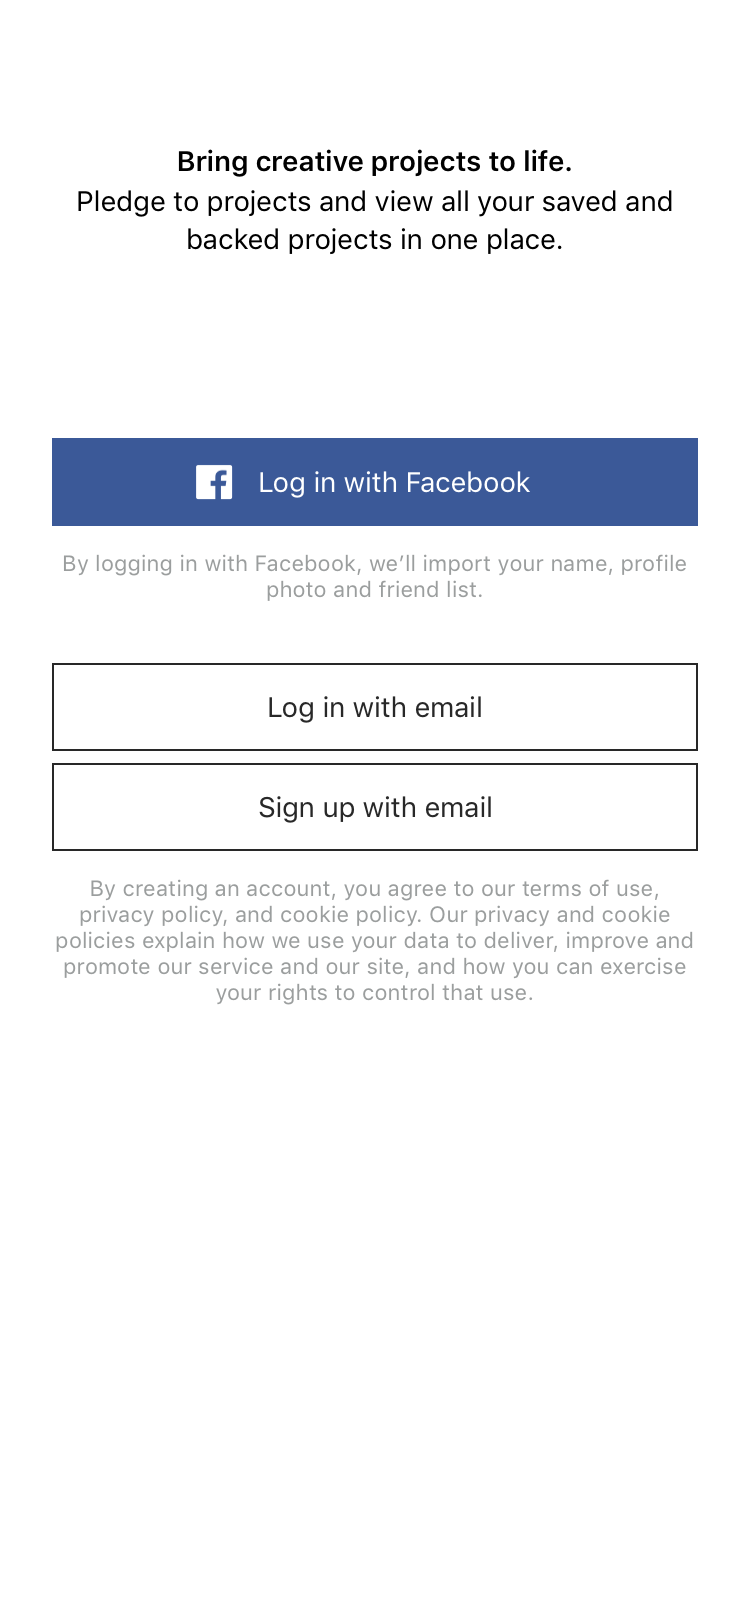 Bring creative projects to life.
Pledge to projects and view all your saved and
backed projects in one place.
Log in with Facebook
By logging in with Facebook, we’ll import your name, profile
photo and friend list.
Log in with email
Sign up with email
By creating an account, you agree to our terms of use,
privacy policy, and cookie policy. Our privacy and cookie
policies explain how we use your data to deliver, improve and
promote our service and our site, and how you can exercise
your rights to control that use.